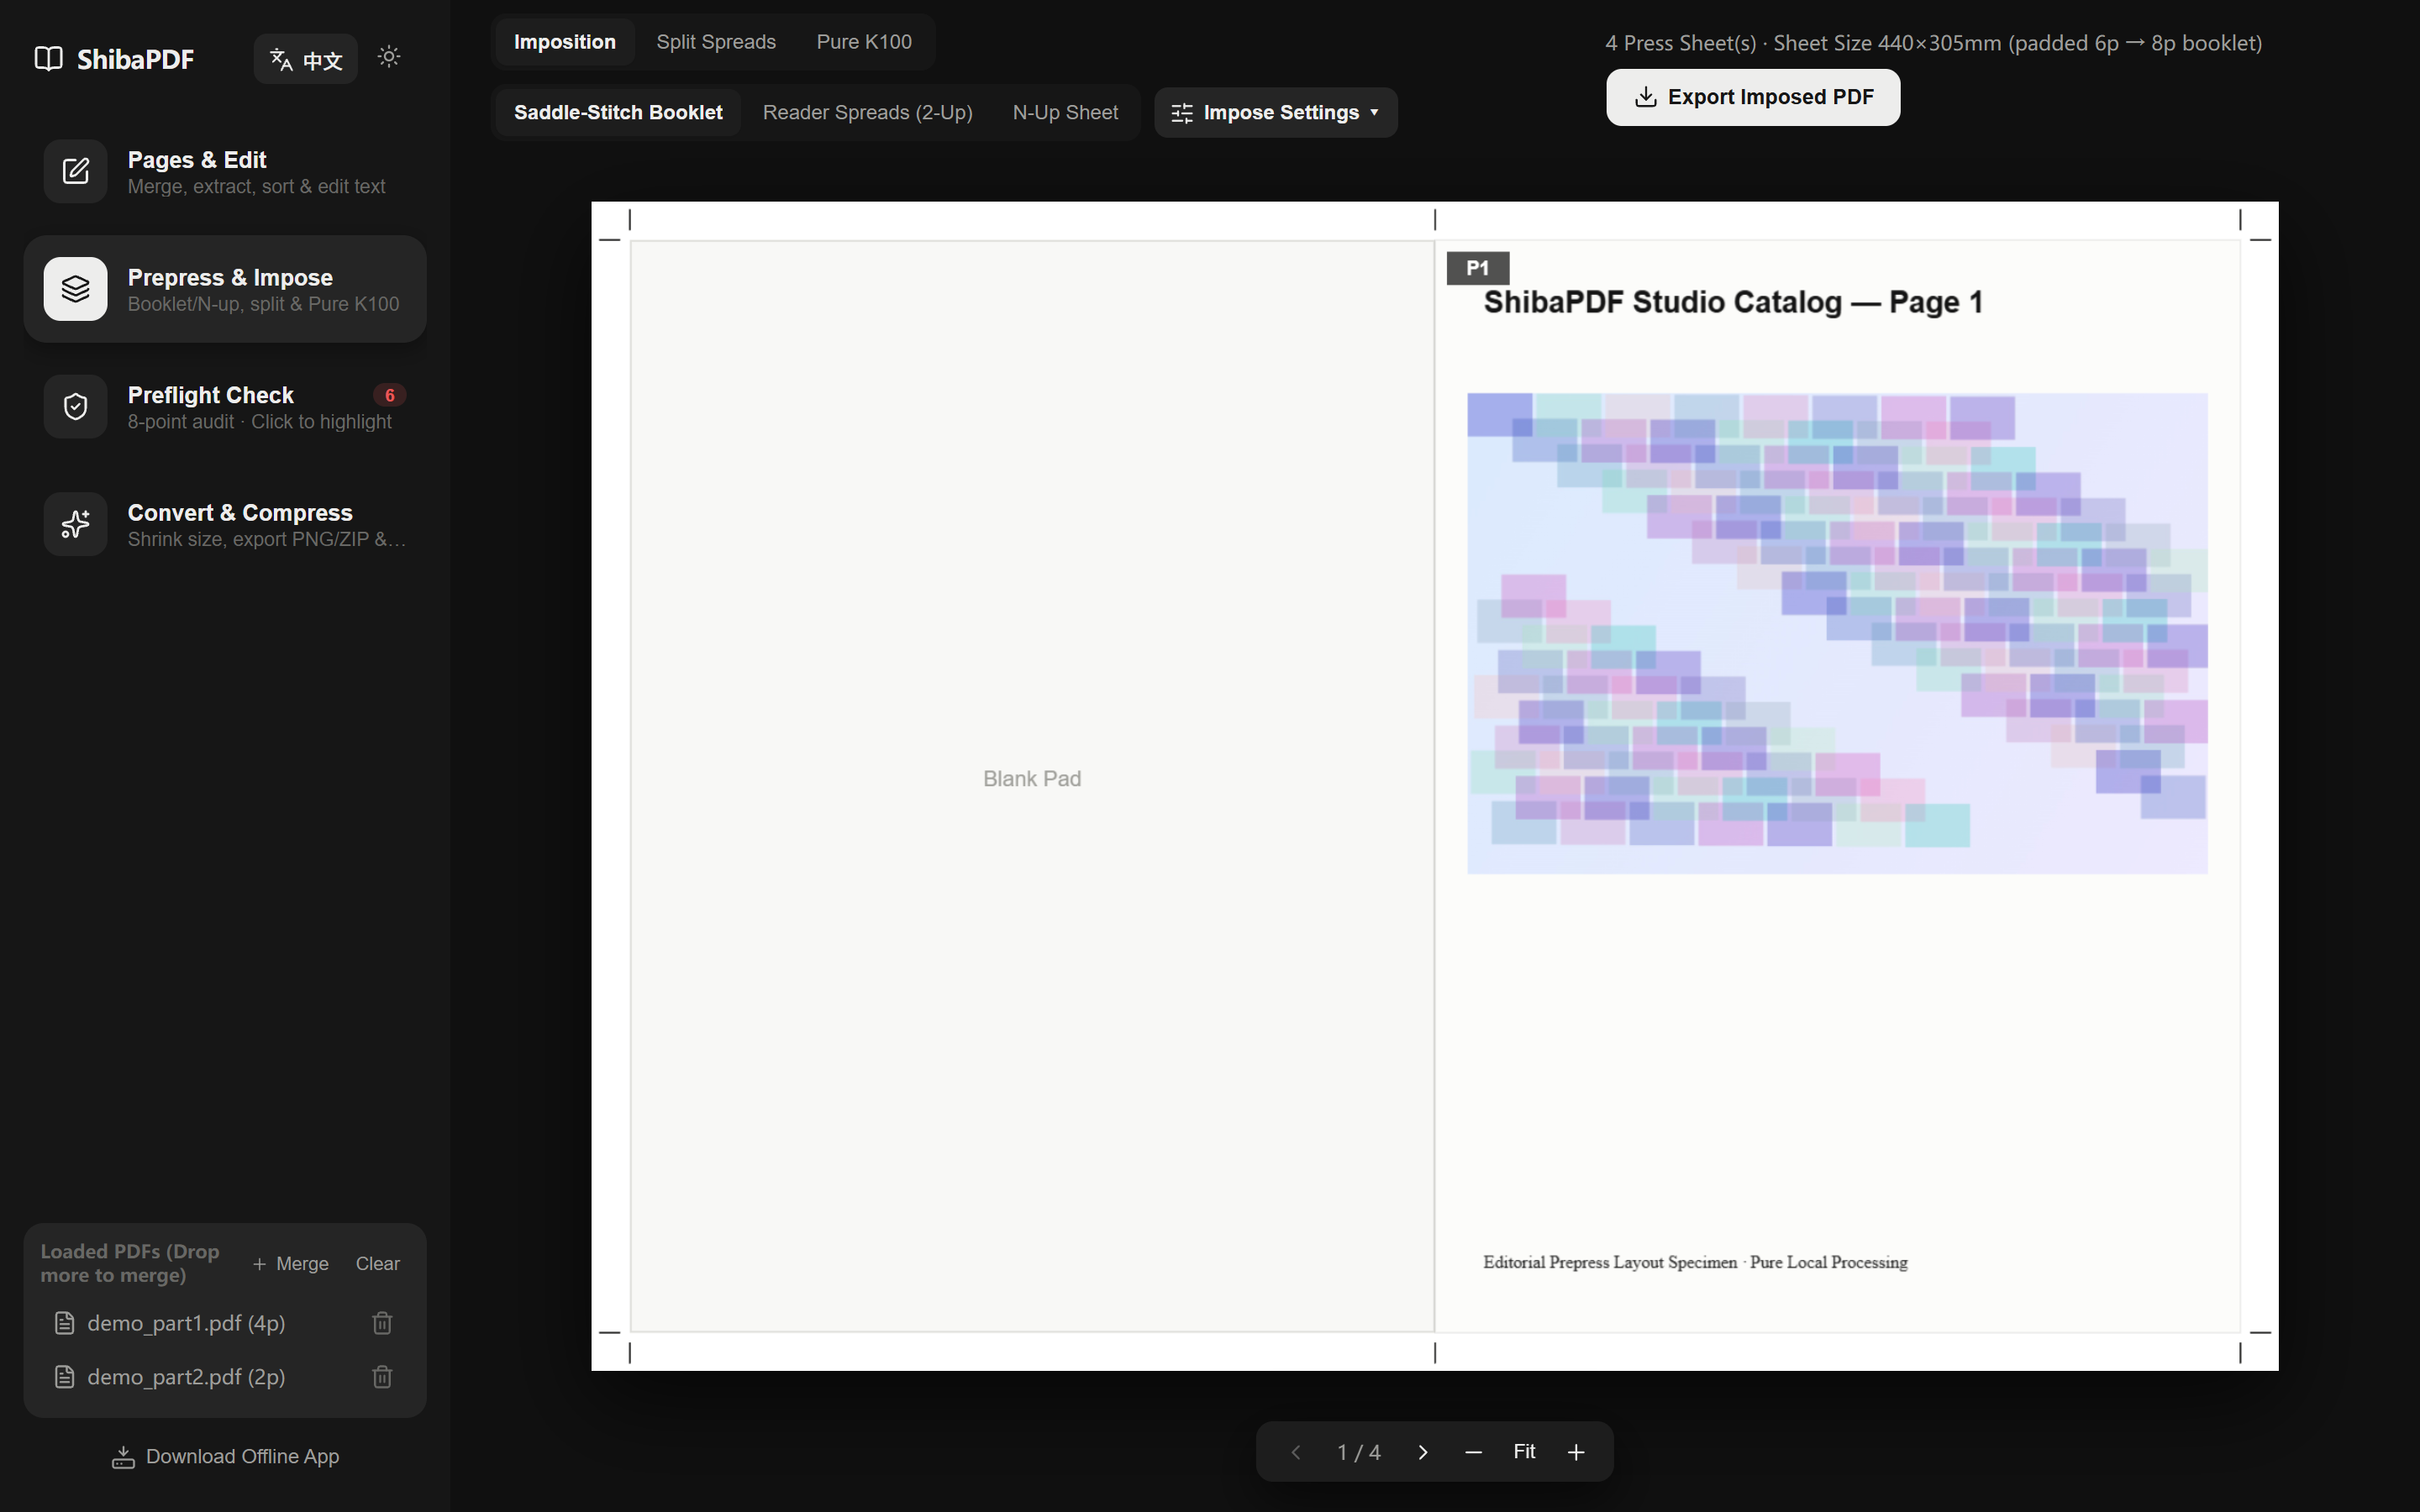 ShibaPDF
中文
Pages & Edit
Merge, extract, sort & edit text
Prepress & Impose
Booklet/N-up, split & Pure K100
Preflight Check
6
8-point audit · Click to highlight
Convert & Compress
Shrink size, export PNG/ZIP &...
Loaded PDFs (Drop more to merge)
+ Merge
Clear
demo_part1.pdf (4p)
demo_part2.pdf (2p)
Download Offline App
Imposition
Split Spreads
Pure K100
Saddle-Stitch Booklet
Reader Spreads (2-Up)
N-Up Sheet
Impose Settings
4 Press Sheet(s) · Sheet Size 440×305mm (padded 6p → 8p booklet)
Export Imposed PDF
Blank Pad
P1
ShibaPDF Studio Catalog — Page 1
Editorial Prepress Layout Specimen · Pure Local Processing
1 / 4
Fit